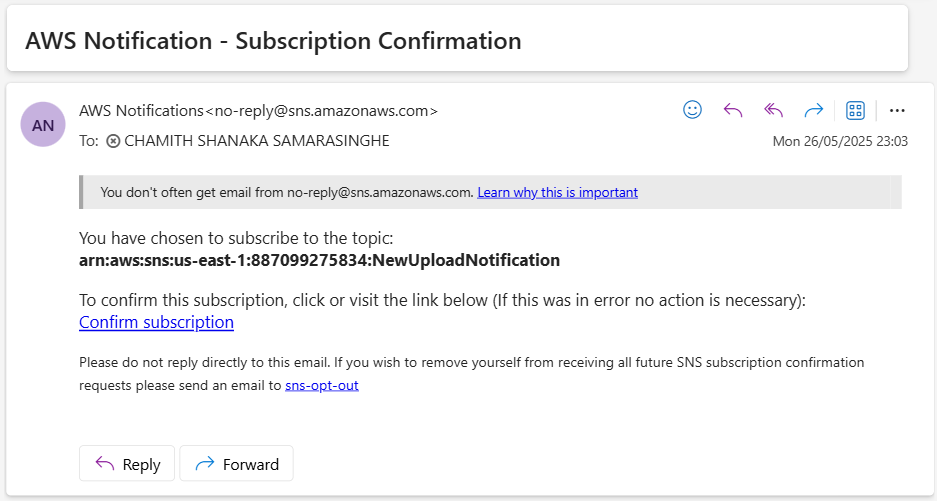 AWS Notification - Subscription Confirmation
AN
AWS Notifications<no-reply@sns.amazonaws.com>
To: CHAMITH SHANAKA SAMARASINGHE
Mon 26/05/2025 23:03
You don't often get email from no-reply@sns.amazonaws.com. Learn why this is important
You have chosen to subscribe to the topic:
arn:aws:sns:us-east-1:887099275834:NewUploadNotification
To confirm this subscription, click or visit the link below (If this was in error no action is necessary):
Confirm subscription
Please do not reply directly to this email. If you wish to remove yourself from receiving all future SNS subscription confirmation
requests please send an email to sns-opt-out
Reply
Forward